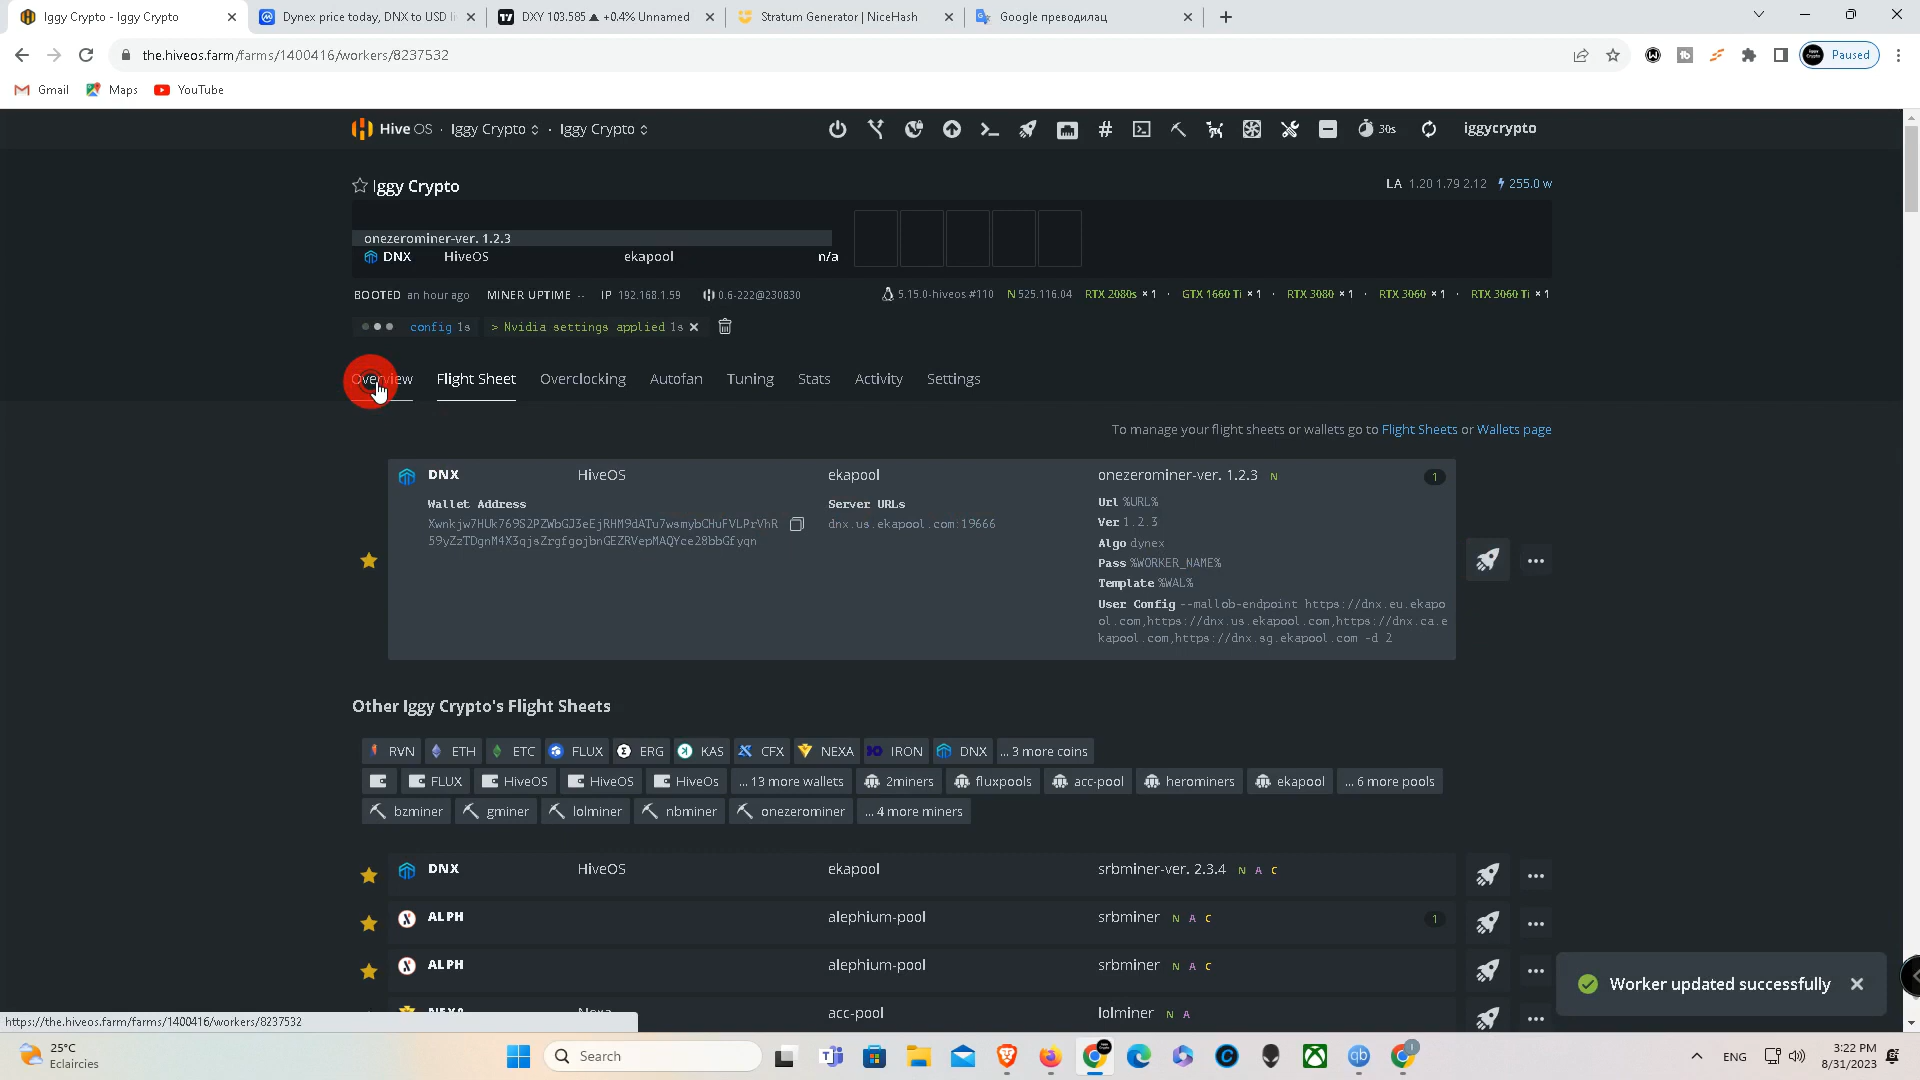 Iggy Crypto - Iggy Crypto
Dynex price today, DNX to USD li
DXY 103.585 ▲ +0.4% Unnamed
Stratum Generator | NiceHash
Google преводилац
the.hiveos.farm/farms/1400416/workers/8237532
Paused
Gmail
Maps
YouTube
Hive OS · Iggy Crypto · Iggy Crypto
30s
iggycrypto
Iggy Crypto
LA 1.20 1.79 2.12 255.0 w
onezerominer-ver. 1.2.3
DNX HiveOS ekapool n/a
BOOTED an hour ago MINER UPTIME -- IP 192.168.1.59 0.6-222@230830 5.15.0-hiveos #110 N 525.116.04 RTX 2080s × 1 · GTX 1660 Ti × 1 · RTX 3080 × 1 · RTX 3060 × 1 · RTX 3060 Ti × 1
config 1s > Nvidia settings applied 1s
Overview Flight Sheet Overclocking Autofan Tuning Stats Activity Settings
To manage your flight sheets or wallets go to Flight Sheets or Wallets page
DNX HiveOS ekapool onezerominer-ver. 1.2.3 N 1
Wallet Address
Xwnkjw7HUk769S2PZWbGJ3eEjRHM9dATu7wsmybCHuFVLPrVhR
59yZzTDgnM4X3qjsZrgfgojbnGEZRVepMAQYce28bbGfyqn
Server URLs
dnx.us.ekapool.com:19666
Url %URL%
Ver 1.2.3
Algo dynex
Pass %WORKER_NAME%
Template %WAL%
User Config --mallob-endpoint https://dnx.eu.ekapo
ol.com,https://dnx.us.ekapool.com,https://dnx.ca.e
kapool.com,https://dnx.sg.ekapool.com -d 2
Other Iggy Crypto's Flight Sheets
RVN ETH ETC FLUX ERG KAS CFX NEXA IRON DNX ... 3 more coins
FLUX HiveOS HiveOS HiveOs ... 13 more wallets 2miners fluxpools acc-pool herominers ekapool ... 6 more pools
bzminer gminer lolminer nbminer onezerominer ... 4 more miners
DNX HiveOS ekapool srbminer-ver. 2.3.4 N A C
ALPH alephium-pool srbminer N A C 1
ALPH alephium-pool srbminer N A C
NEXA Nexa acc-pool lolminer N A
Worker updated successfully
https://the.hiveos.farm/farms/1400416/workers/8237532
25°C
Eclaircies
Search
ENG
3:22 PM
8/31/2023